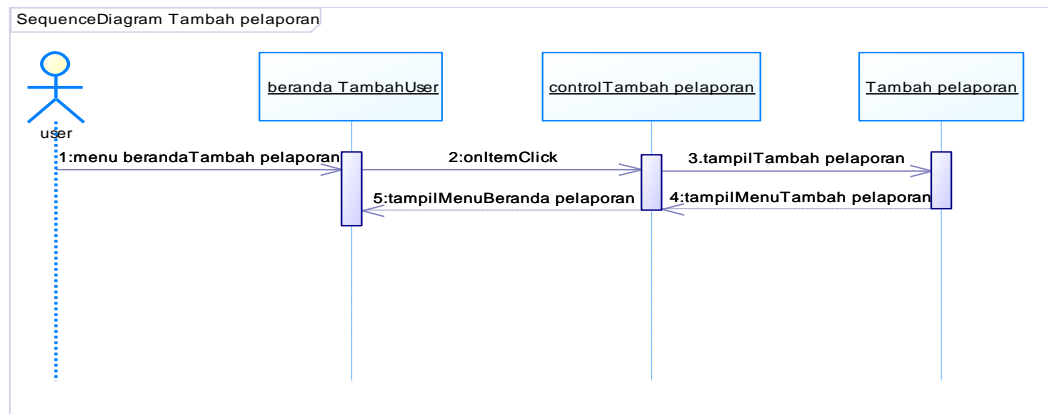 SequenceDiagram Tambah pelaporan
beranda TambahUser
controlTambah pelaporan
Tambah pelaporan
user
1:menu berandaTambah pelaporan
2:onItemClick
3.tampilTambah pelaporan
5:tampilMenuBeranda pelaporan
4:tampilMenuTambah pelaporan